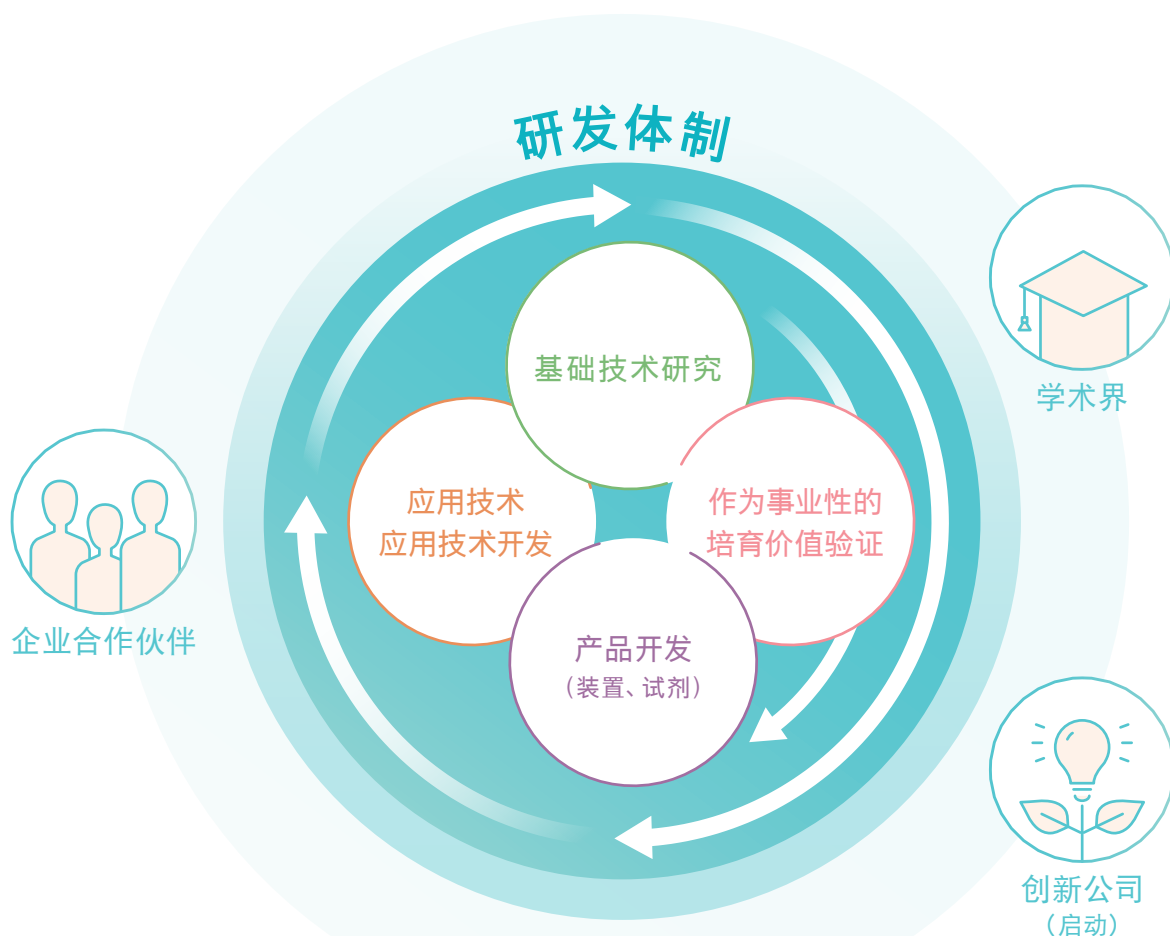 研发体制
基础技术研究
学术界
应用技术
应用技术开发
作为事业性的
培育价值验证
企业合作伙伴
产品开发
（装置、试剂）
创新公司
（启动）